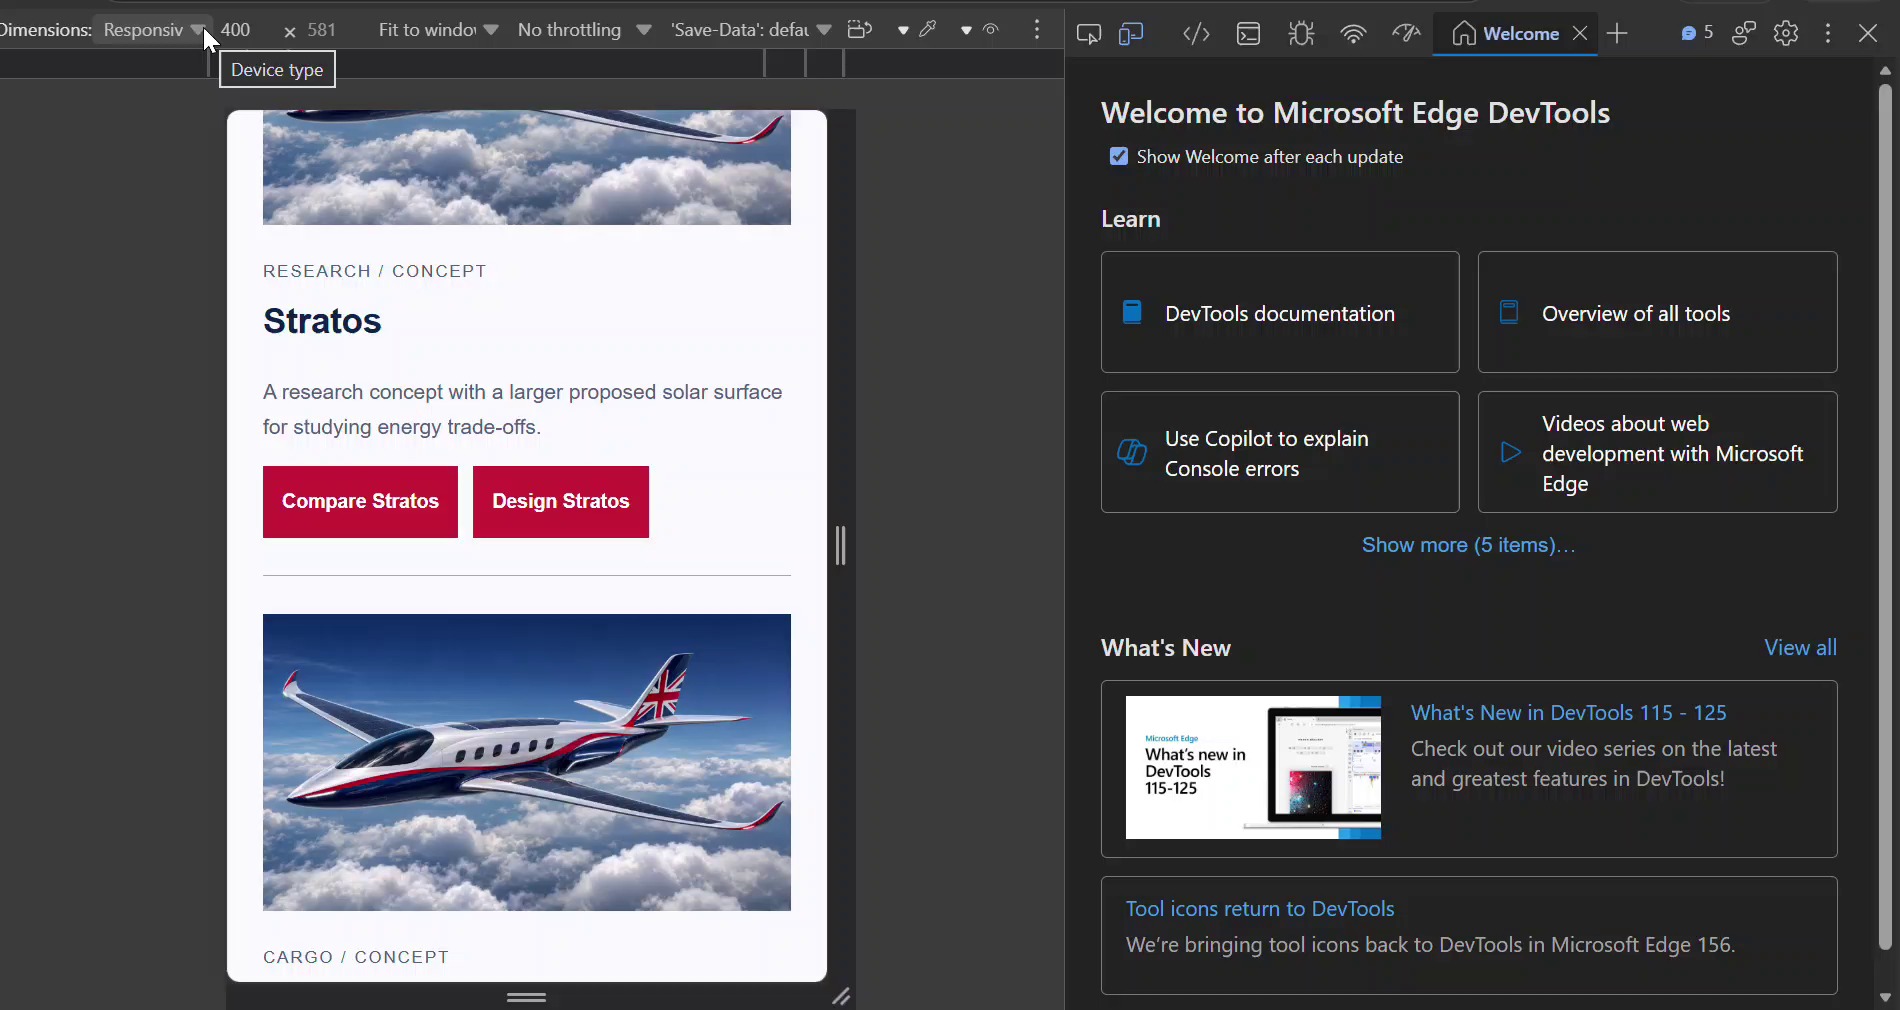 Dimensions: Responsiv 400 × 581 Fit to window No throttling 'Save-Data': defau
Device type
RESEARCH / CONCEPT
Stratos
A research concept with a larger proposed solar surface
for studying energy trade-offs.
Compare Stratos Design Stratos
CARGO / CONCEPT
Welcome 5
Welcome to Microsoft Edge DevTools
Show Welcome after each update
Learn
DevTools documentation
Overview of all tools
Use Copilot to explain
Console errors
Videos about web
development with Microsoft
Edge
Show more (5 items)...
What's New View all
Microsoft Edge
What's new in
DevTools
115-125
What's New in DevTools 115 - 125
Check out our video series on the latest
and greatest features in DevTools!
Tool icons return to DevTools
We're bringing tool icons back to DevTools in Microsoft Edge 156.